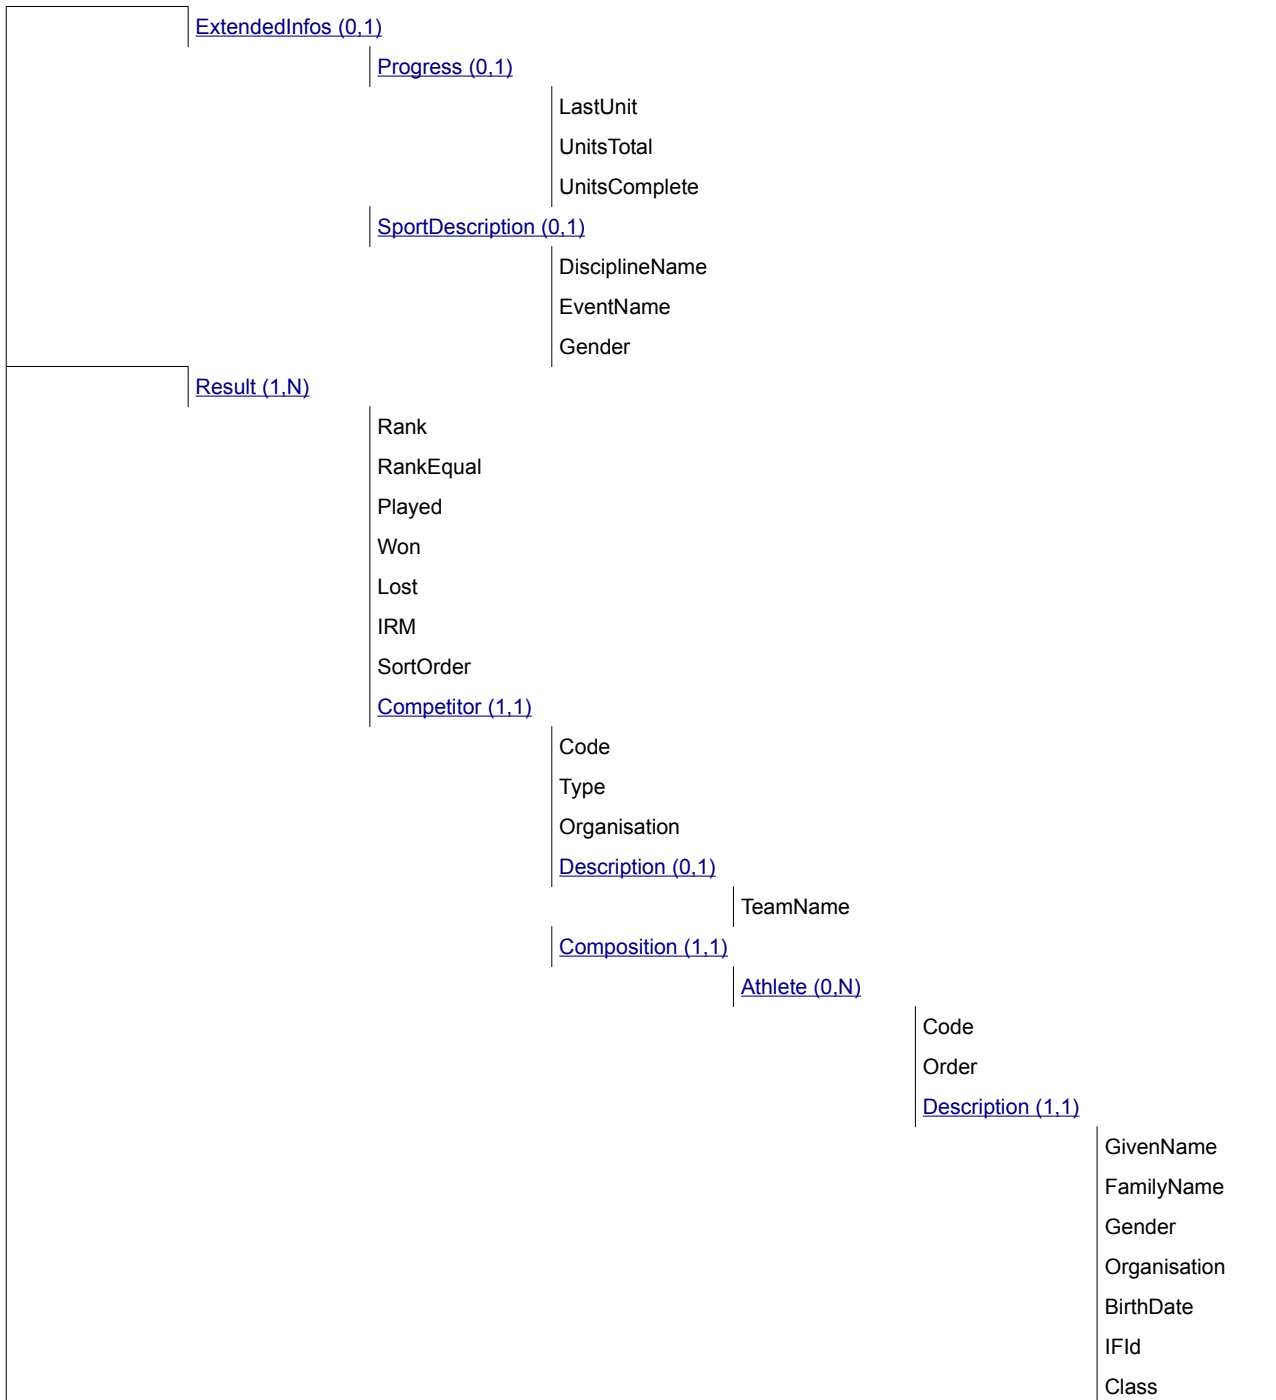 ExtendedInfos (0,1)
Progress (0,1)
LastUnit
UnitsTotal
UnitsComplete
SportDescription (0,1)
DisciplineName
EventName
Gender
Result (1,N)
Rank
RankEqual
Played
Won
Lost
IRM
SortOrder
Competitor (1,1)
Code
Type
Organisation
Description (0,1)
TeamName
Composition (1,1)
Athlete (0,N)
Code
Order
Description (1,1)
GivenName
FamilyName
Gender
Organisation
BirthDate
IFId
Class